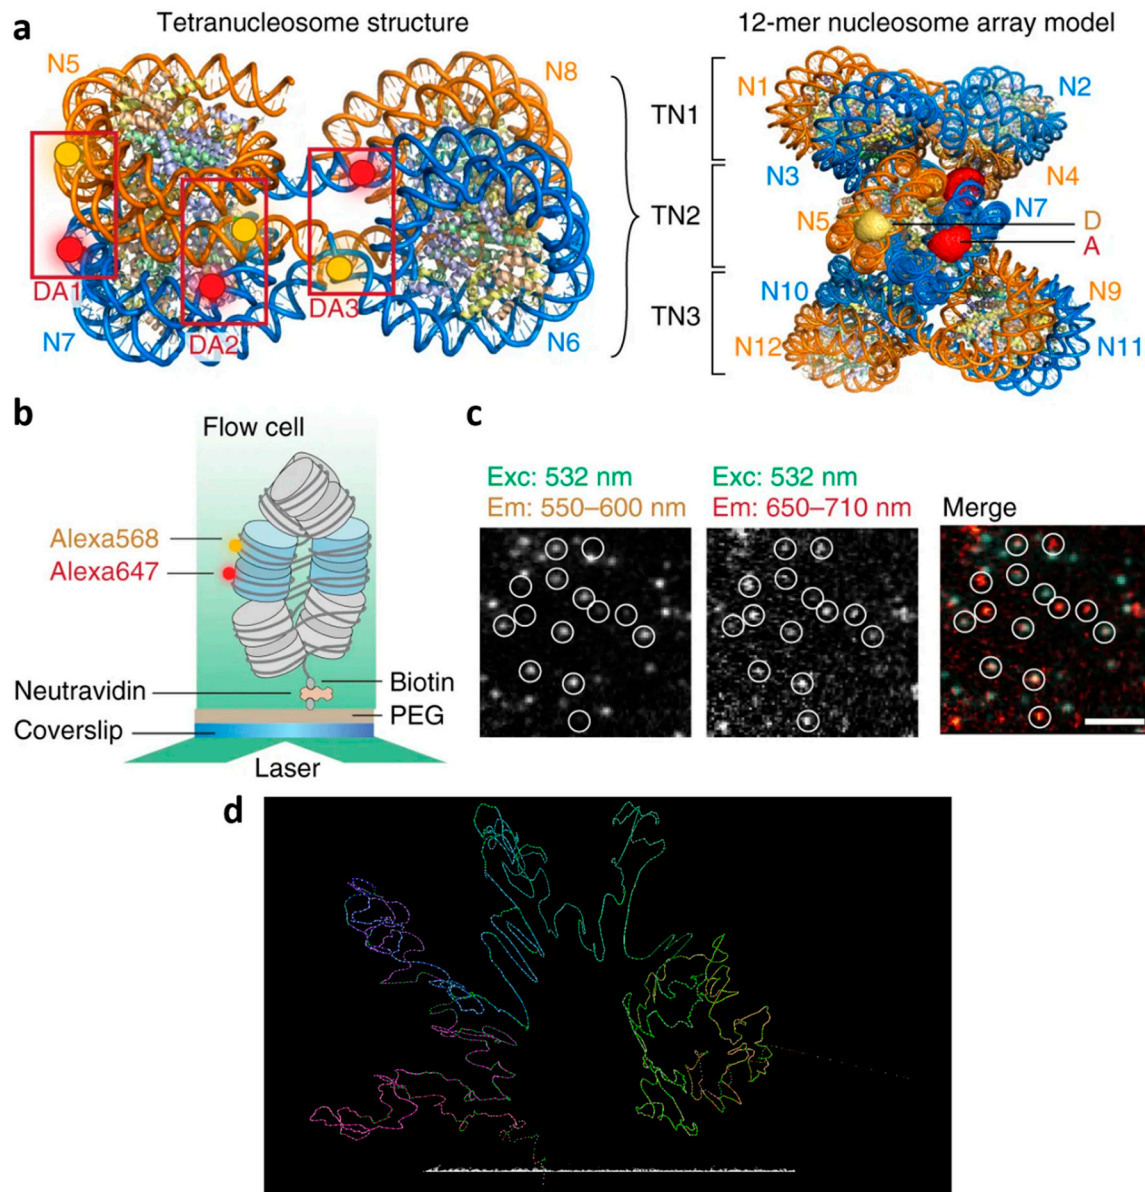 a
Tetranucleosome structure
12-mer nucleosome array model
N5
N8
DA1
DA2
DA3
N7
N6
TN1
TN2
TN3
N1
N2
N3
N4
N5
N7
D
A
N10
N9
N12
N11
b
Flow cell
Alexa568
Alexa647
Neutravidin
Biotin
PEG
Coverslip
Laser
c
Exc: 532 nm
Em: 550–600 nm
Exc: 532 nm
Em: 650–710 nm
Merge
d